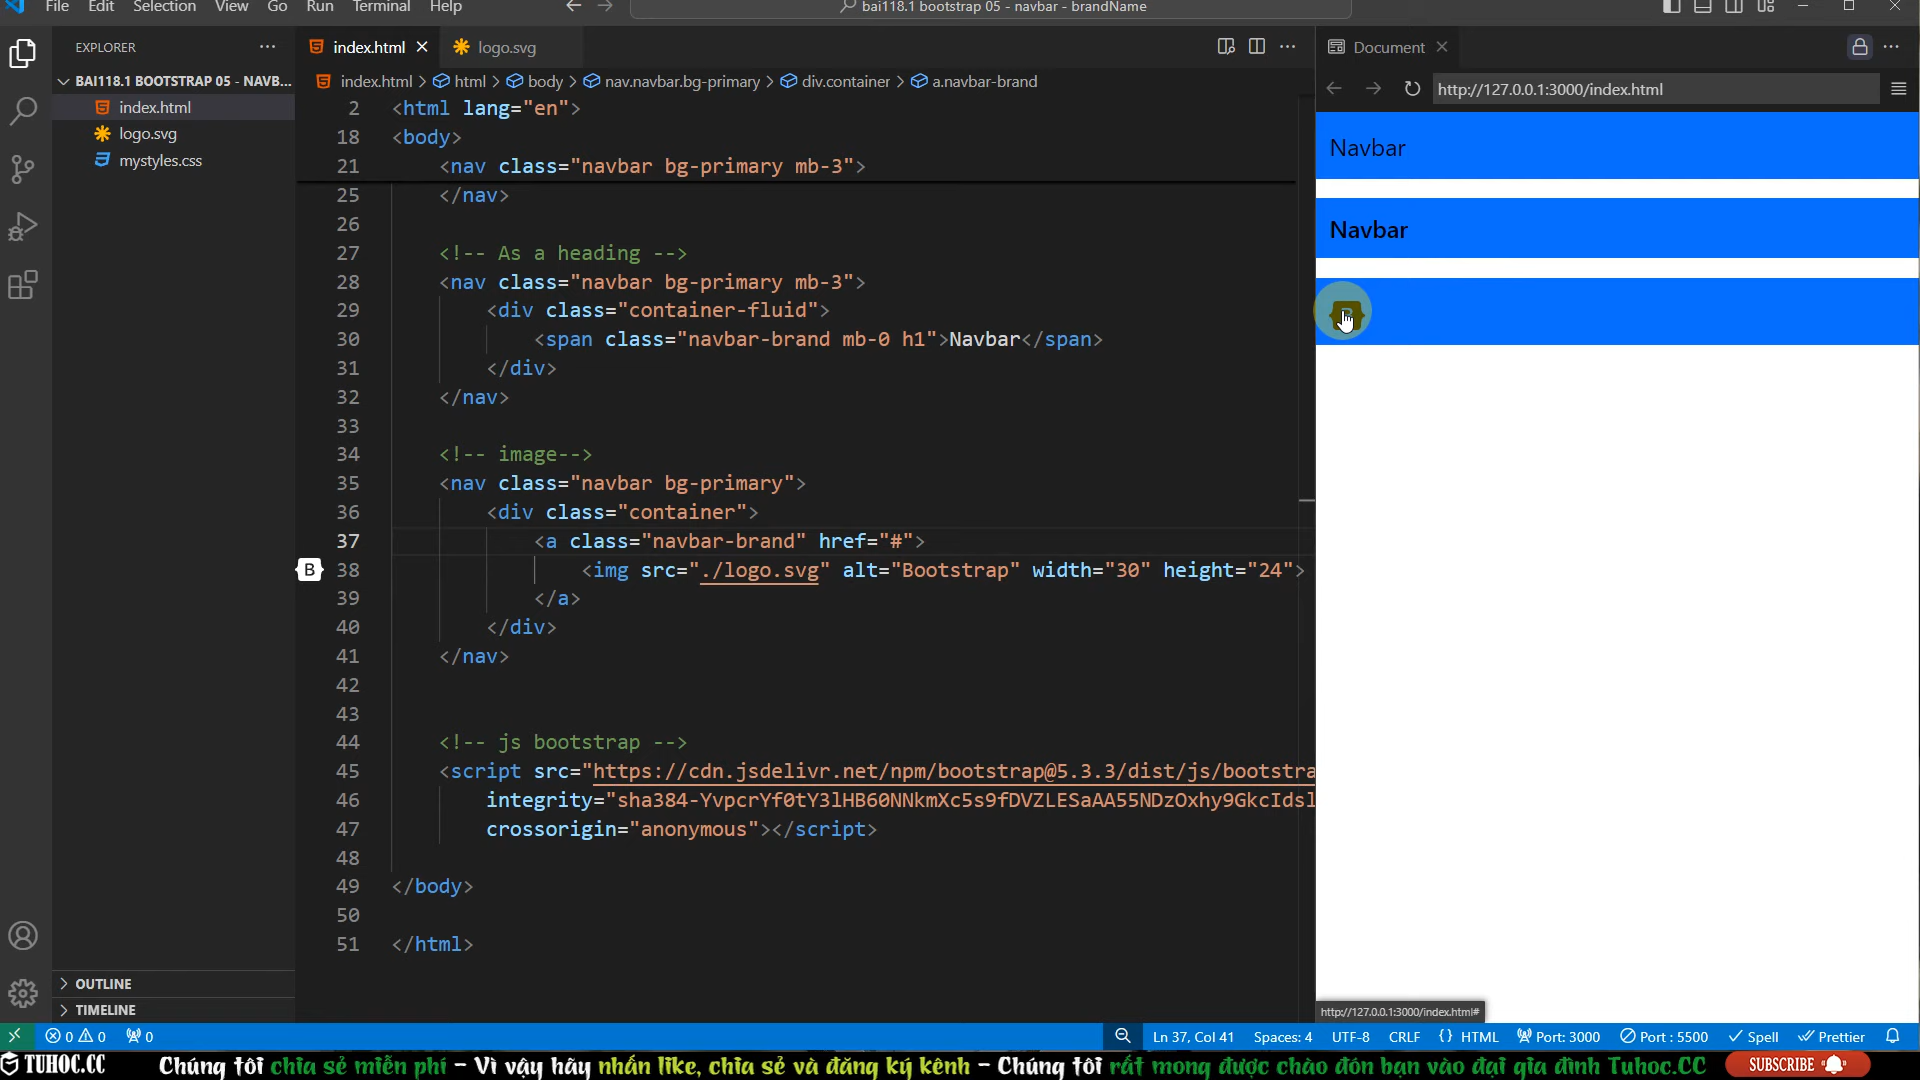 File Edit Selection View Go Run Terminal Help
bai118.1 bootstrap 05 - navbar - brandName
EXPLORER
BAI118.1 BOOTSTRAP 05 - NAVB...
index.html
logo.svg
mystyles.css
OUTLINE
TIMELINE
index.html
logo.svg
index.html > html > body > nav.navbar.bg-primary > div.container > a.navbar-brand
2 <html lang="en">
18 <body>
21 <nav class="navbar bg-primary mb-3">
25 </nav>
26
27 <!-- As a heading -->
28 <nav class="navbar bg-primary mb-3">
29 <div class="container-fluid">
30 <span class="navbar-brand mb-0 h1">Navbar</span>
31 </div>
32 </nav>
33
34 <!-- image-->
35 <nav class="navbar bg-primary">
36 <div class="container">
37 <a class="navbar-brand" href="#">
B 38 <img src="./logo.svg" alt="Bootstrap" width="30" height="24">
39 </a>
40 </div>
41 </nav>
42
43
44 <!-- js bootstrap -->
45 <script src="https://cdn.jsdelivr.net/npm/bootstrap@5.3.3/dist/js/bootstra
46 integrity="sha384-YvpcrYf0tY3lHB60NNkmXc5s9fDVZLESaAA55NDzOxhy9GkcIdsl
47 crossorigin="anonymous"></script>
48
49 </body>
50
51 </html>
Document
http://127.0.0.1:3000/index.html
Navbar
Navbar
http://127.0.0.1:3000/index.html#
0 0 0
Ln 37, Col 41 Spaces: 4 UTF-8 CRLF {} HTML Port: 3000 Port : 5500 Spell Prettier
TUHOC.CC Chúng tôi chia sẻ miễn phí - Vì vậy hãy nhấn like, chia sẻ và đăng ký kênh - Chúng tôi rất mong được chào đón bạn vào đại gia đình Tuhoc.CC SUBSCRIBE